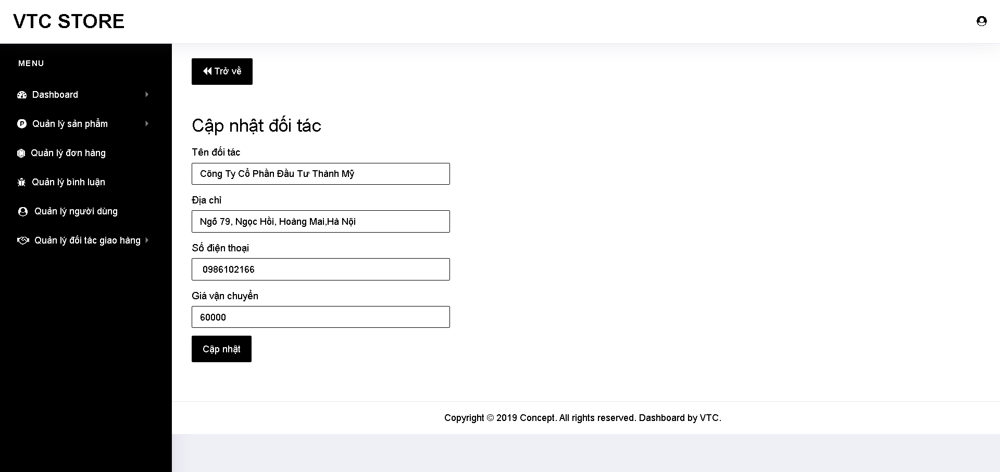 VTC STORE
MENU
Dashboard
Quản lý sản phẩm
Quản lý đơn hàng
Quản lý bình luận
Quản lý người dùng
Quản lý đối tác giao hàng
Trở về
Cập nhật đối tác
Tên đối tác
Công Ty Cổ Phần Đầu Tư Thành Mỹ
Địa chỉ
Ngõ 79, Ngọc Hồi, Hoàng Mai,Hà Nội
Số điện thoại
0986102166
Giá vận chuyển
60000
Cập nhật
Copyright © 2019 Concept. All rights reserved. Dashboard by VTC.